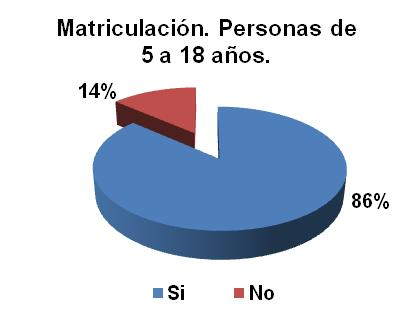 Matriculación. Personas de
5 a 18 años.
14%
86%
Si
No